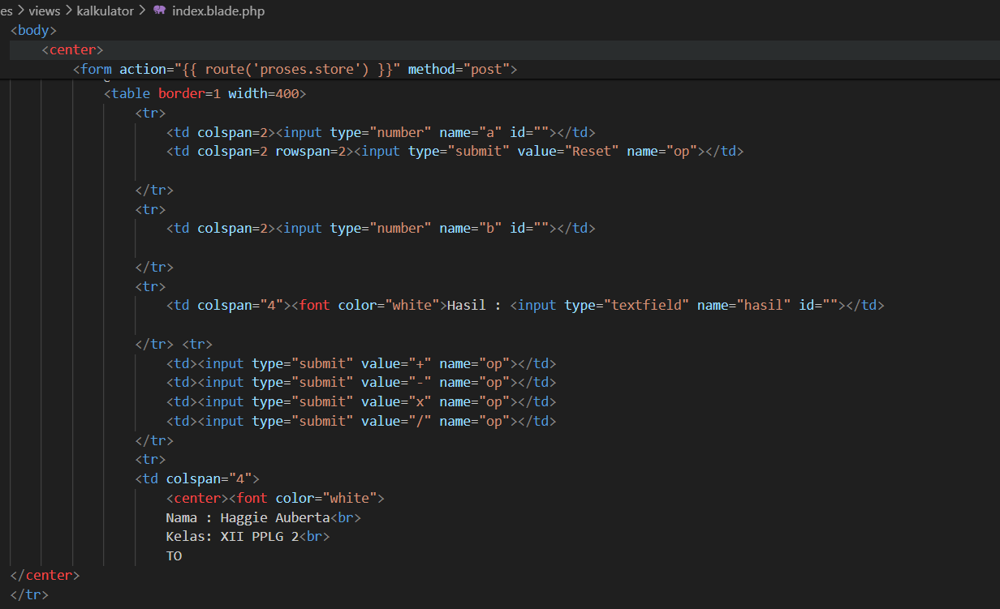 es > views > kalkulator > index.blade.php
<body>
<center>
<form action="{{ route('proses.store') }}" method="post">
<table border=1 width=400>
<tr>
<td colspan=2><input type="number" name="a" id=""></td>
<td colspan=2 rowspan=2><input type="submit" value="Reset" name="op"></td>
</tr>
<tr>
<td colspan=2><input type="number" name="b" id=""></td>
</tr>
<tr>
<td colspan="4"><font color="white">Hasil : <input type="textfield" name="hasil" id=""></td>
</tr> <tr>
<td><input type="submit" value="+" name="op"></td>
<td><input type="submit" value="-" name="op"></td>
<td><input type="submit" value="x" name="op"></td>
<td><input type="submit" value="/" name="op"></td>
</tr>
<tr>
<td colspan="4">
<center><font color="white">
Nama : Haggie Auberta<br>
Kelas: XII PPLG 2<br>
TO
</center>
</tr>